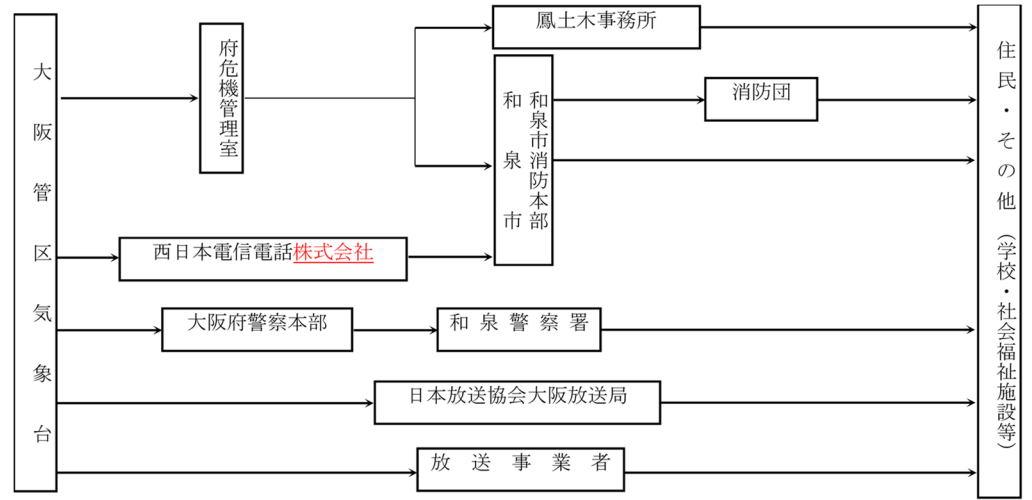 大阪管区気象台
府危機管理室
鳳土木事務所
和泉市消防本部
和泉市
消防団
西日本電信電話株式会社
大阪府警察本部
和泉警察署
日本放送協会大阪放送局
放送事業者
住民・その他（学校・社会福祉施設等）